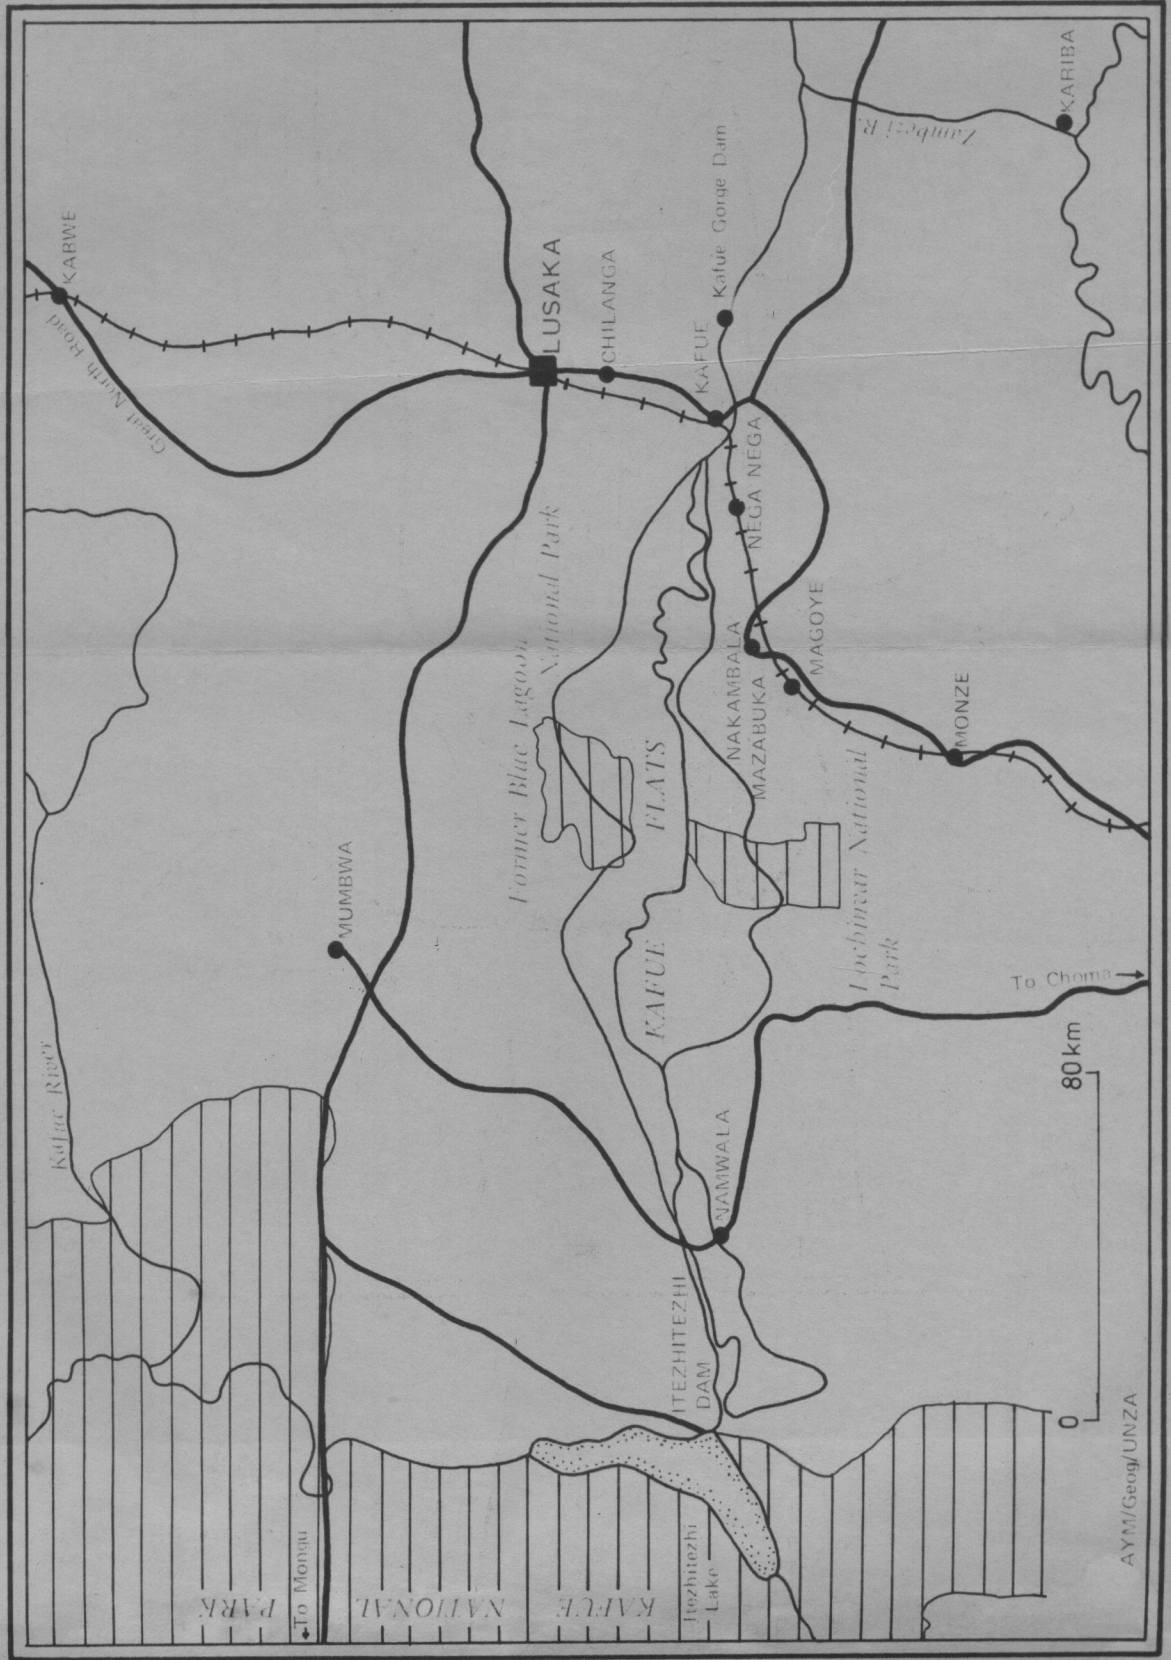 KABWE
Great North Road
LUSAKA
CHILANGA
KAFUE
Kafue Gorge Dam
Zambezi R.
KARIBA
NEGA NEGA
Former Blue Lagoon
National Park
MUMBWA
Kafue River
KAFUE FLATS
NAKAMBALA
MAZABUKA
MAGOYE
MONZE
Lochinvar National
Park
To Choma
NAMWALA
ITEZHITEZHI
DAM
Itezhitezhi
Lake
KAFUE NATIONAL PARK
To Mongu
0 80 km
AYM/Geog/UNZA